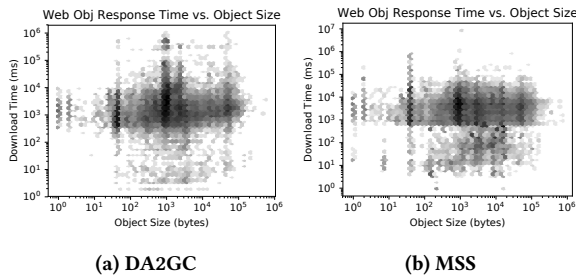 Web Obj Response Time vs. Object Size
Download Time (ms)
10^6
10^5
10^4
10^3
10^2
10^1
10^0
10^0 10^1 10^2 10^3 10^4 10^5 10^6
Object Size (bytes)
(a) DA2GC
Web Obj Response Time vs. Object Size
Download Time (ms)
10^7
10^6
10^5
10^4
10^3
10^2
10^1
10^0
10^0 10^1 10^2 10^3 10^4 10^5 10^6
Object Size (bytes)
(b) MSS